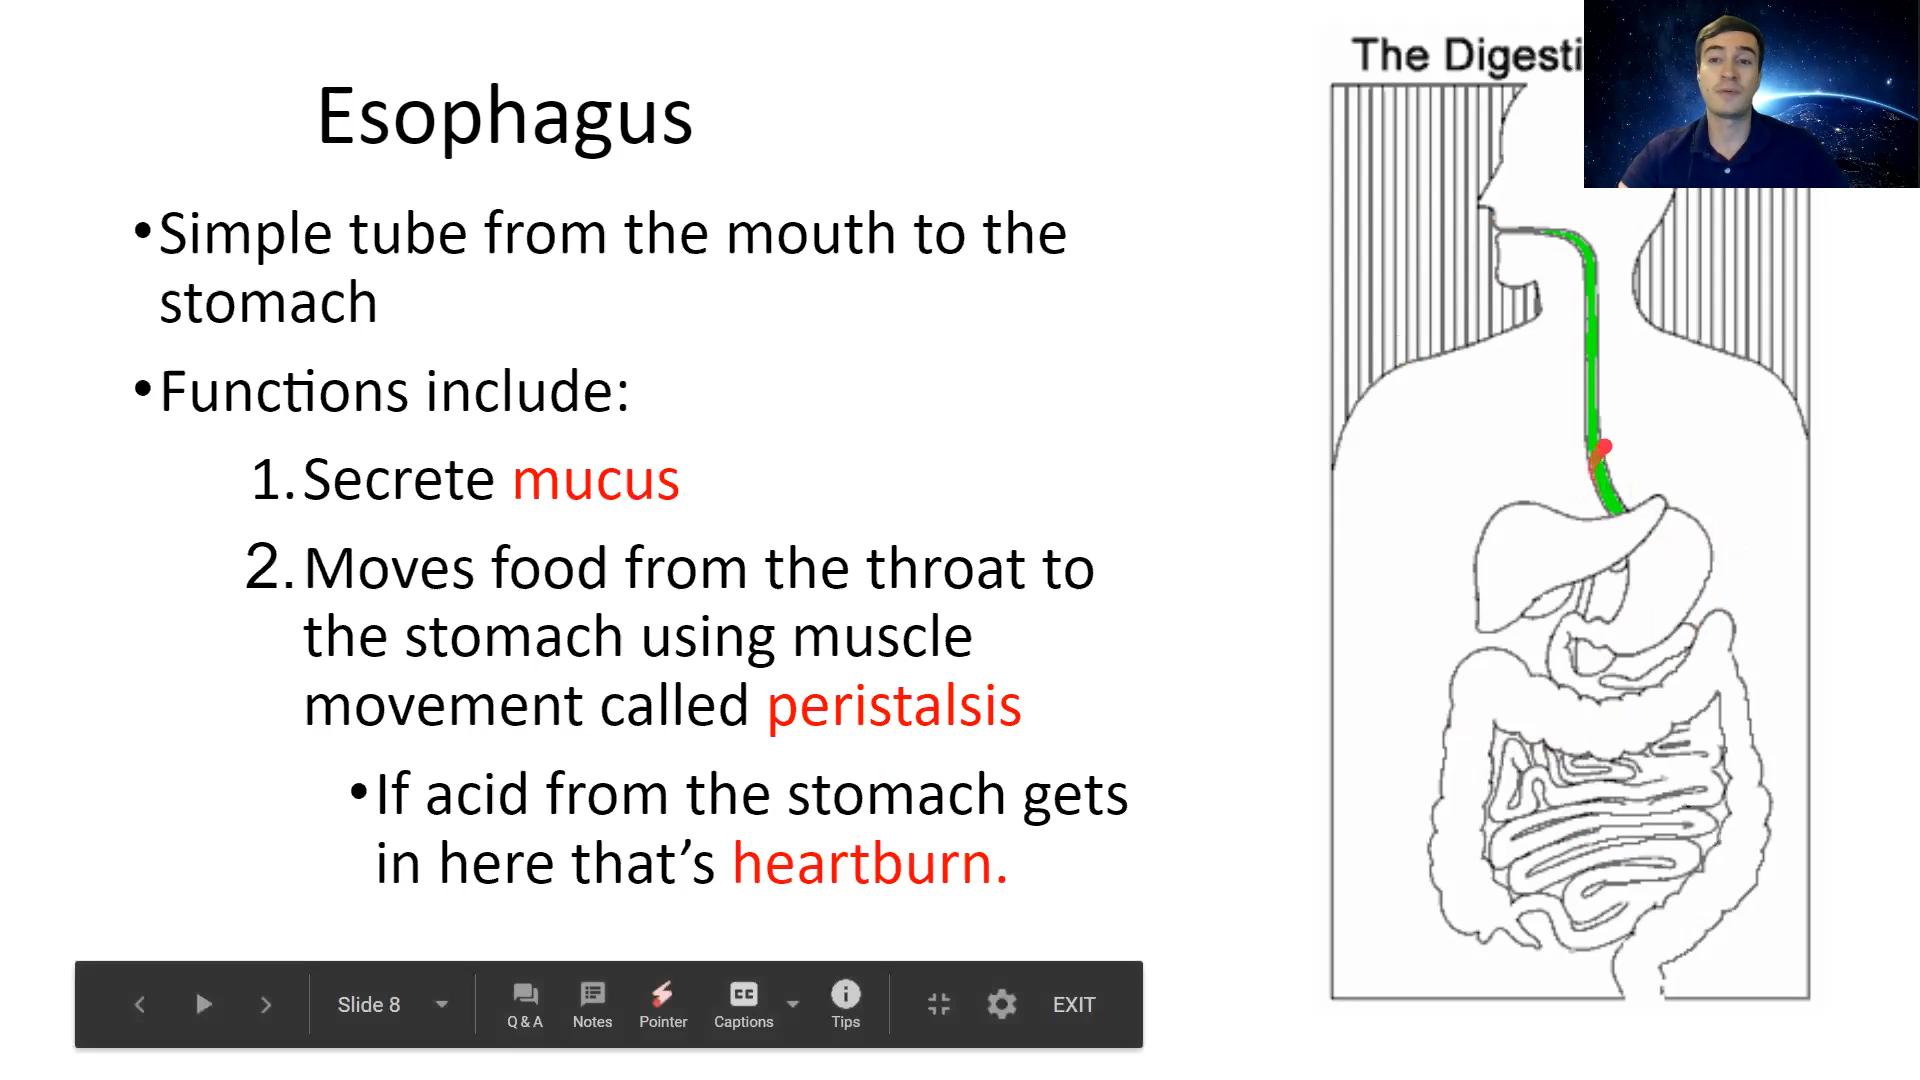 The Digesti
Esophagus
•Simple tube from the mouth to the
stomach
•Functions include:
1. Secrete mucus
2. Moves food from the throat to
the stomach using muscle
movement called peristalsis
•If acid from the stomach gets
in here that’s heartburn.
Slide 8
Q & A
Notes
Pointer
CC
Captions
Tips
EXIT